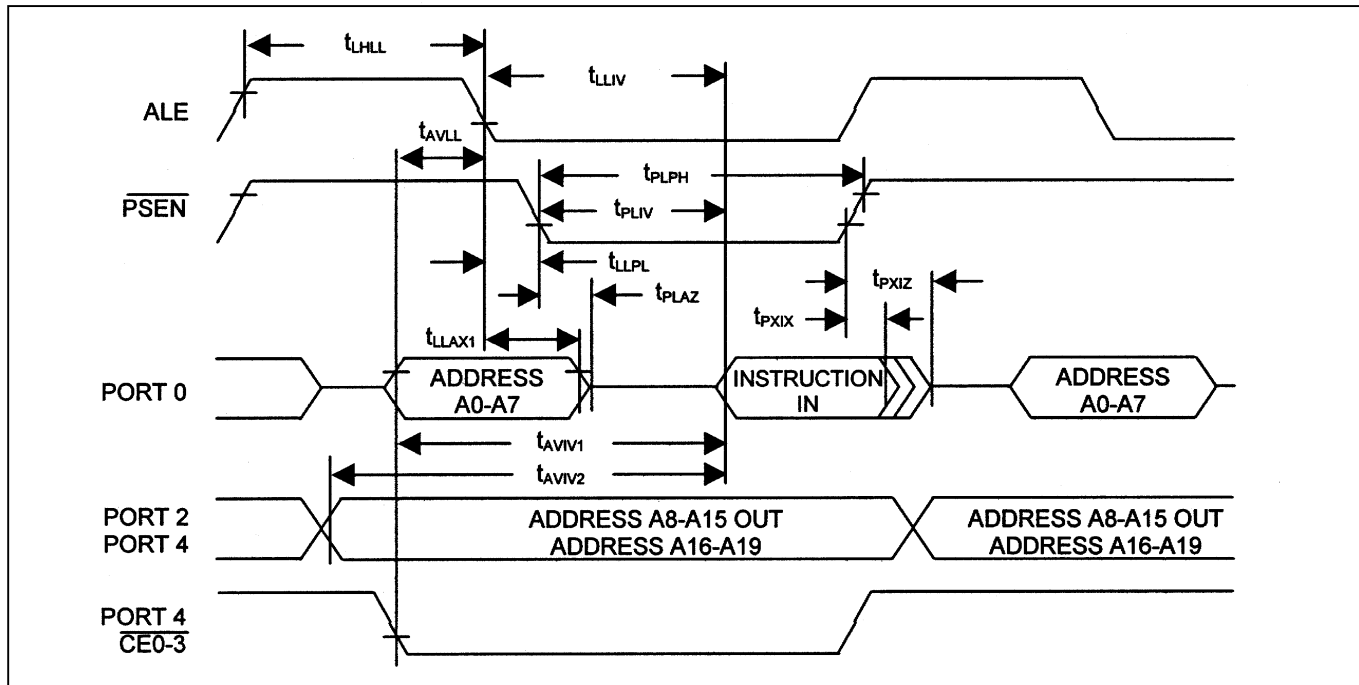 tLHLL
tLLIV
ALE
tAVLL
tPLPH
PSEN
tPLIV
tLLPL
tPXIZ
tPLAZ
tPXIX
tLLAX1
PORT 0
ADDRESS
A0-A7
INSTRUCTION
IN
ADDRESS
A0-A7
tAVIV1
tAVIV2
PORT 2
PORT 4
ADDRESS A8-A15 OUT
ADDRESS A16-A19
ADDRESS A8-A15 OUT
ADDRESS A16-A19
PORT 4
CE0-3